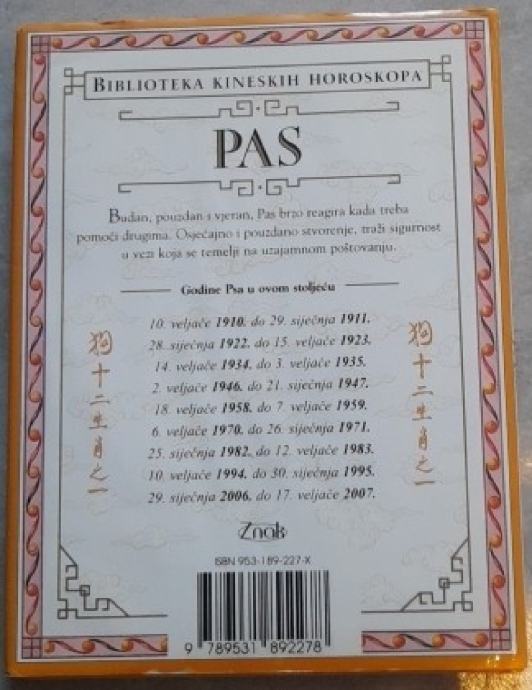 BIBLIOTEKA KINESKIH HOROSKOPA
PAS
Budan, pouzdan i vjeran, Pas brzo reagira kada treba
pomoći drugima. Osjećajno i pouzdano stvorenje, traži sigurnost
u vezi koja se temelji na uzajamnom poštovanju.
Godine Psa u ovom stoljeću
10. veljače 1910. do 29. siječnja 1911.
28. siječnja 1922. do 15. veljače 1923.
14. veljače 1934. do 3. veljače 1935.
2. veljače 1946. do 21. siječnja 1947.
18. veljače 1958. do 7. veljače 1959.
6. veljače 1970. do 26. siječnja 1971.
25. siječnja 1982. do 12. veljače 1983.
10. veljače 1994. do 30. siječnja 1995.
29. siječnja 2006. do 17. veljače 2007.
狗十二生肖之一
狗十二生肖之一
Znak
ISBN 953-189-227-X
9 789531 892278